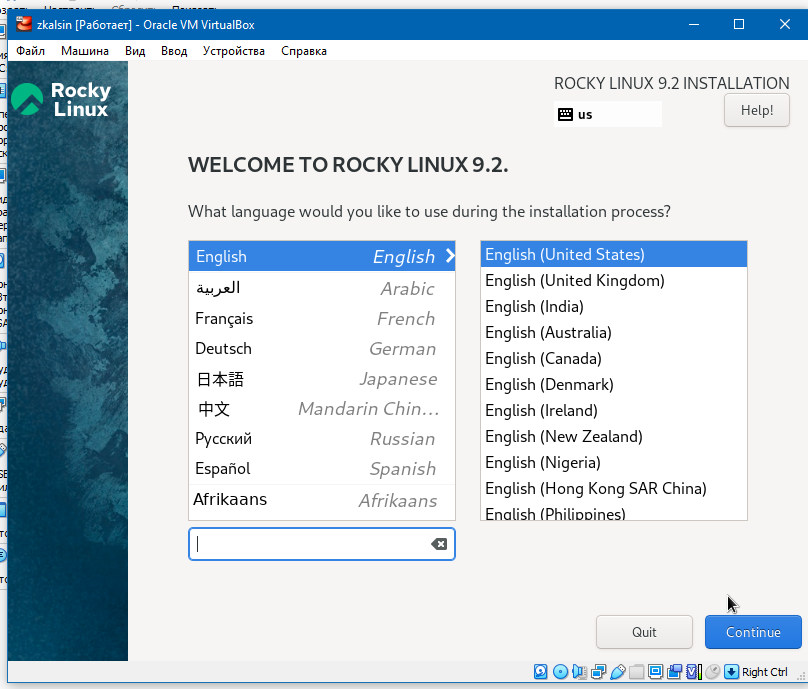 zkalsin [Работает] - Oracle VM VirtualBox
Файл Машина Вид Ввод Устройства Справка
Rocky
Linux
ROCKY LINUX 9.2 INSTALLATION
us
Help!
WELCOME TO ROCKY LINUX 9.2.
What language would you like to use during the installation process?
English English
العربية Arabic
Français French
Deutsch German
日本語 Japanese
中文 Mandarin Chin…
Русский Russian
Español Spanish
Afrikaans Afrikaans
English (United States)
English (United Kingdom)
English (India)
English (Australia)
English (Canada)
English (Denmark)
English (Ireland)
English (New Zealand)
English (Nigeria)
English (Hong Kong SAR China)
English (Philippines)
Quit
Continue
Right Ctrl